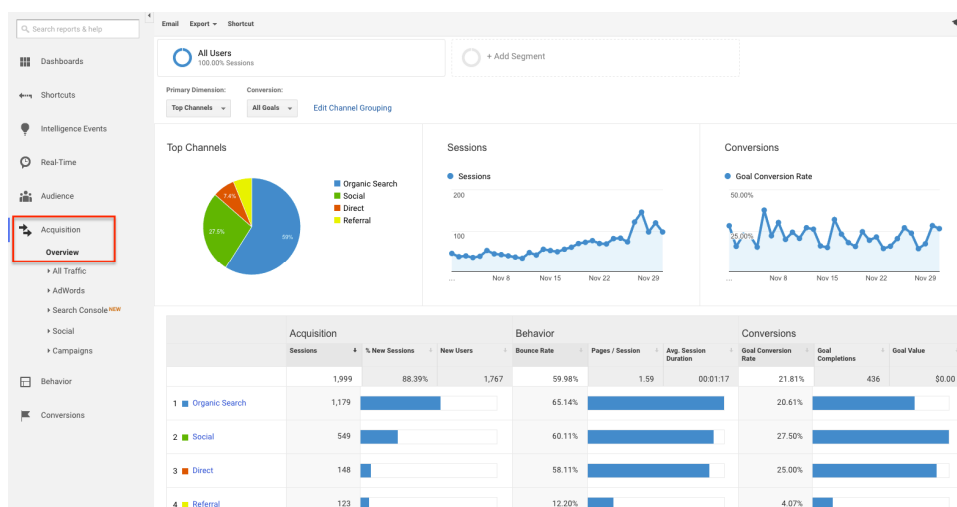 Search reports & help
Email Export Shortcut
Dashboards
Shortcuts
Intelligence Events
Real-Time
Audience
Acquisition
Overview
All Traffic
AdWords
Search Console NEW
Social
Campaigns
Behavior
Conversions
All Users
100.00% Sessions
+ Add Segment
Primary Dimension: Conversion:
Top Channels All Goals Edit Channel Grouping
Top Channels
Organic Search
Social
Direct
Referral
7.4%
27.5%
59%
Sessions
Sessions
200
100
... Nov 8 Nov 15 Nov 22 Nov 29
Conversions
Goal Conversion Rate
50.00%
25.00%
... Nov 8 Nov 15 Nov 22 Nov 29
Acquisition Behavior Conversions
Sessions % New Sessions New Users Bounce Rate Pages / Session Avg. Session Duration Goal Conversion Rate Goal Completions Goal Value
1,999 88.39% 1,767 59.98% 1.59 00:01:17 21.81% 436 $0.00
1 Organic Search 1,179 65.14% 20.61%
2 Social 549 60.11% 27.50%
3 Direct 148 58.11% 25.00%
4 Referral 123 12.20% 4.07%